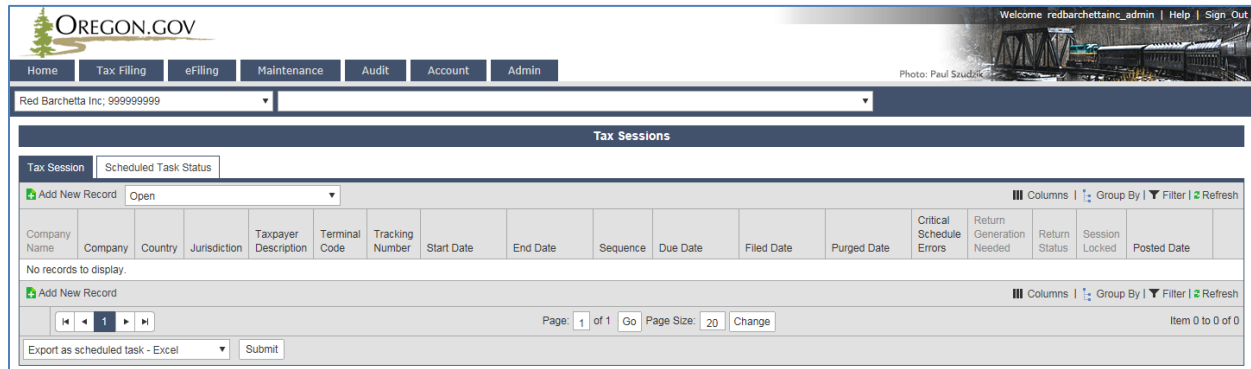 Welcome redbarchettainc_admin | Help | Sign Out
OREGON.GOV
Home Tax Filing eFiling Maintenance Audit Account Admin
Photo: Paul Szudzik
Red Barchetta Inc; 999999999
Tax Sessions
Tax Session Scheduled Task Status
Add New Record Open Columns | Group By | Filter | Refresh
Company Name Company Country Jurisdiction Taxpayer Description Terminal Code Tracking Number Start Date End Date Sequence Due Date Filed Date Purged Date Critical Schedule Errors Return Generation Needed Return Status Session Locked Posted Date
No records to display.
Add New Record Columns | Group By | Filter | Refresh
1 Page: 1 of 1 Go Page Size: 20 Change Item 0 to 0 of 0
Export as scheduled task - Excel Submit